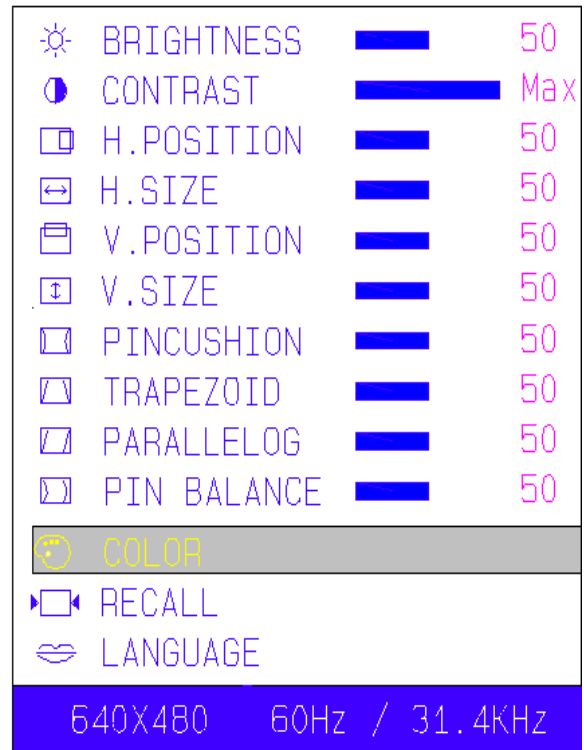 BRIGHTNESS 50
CONTRAST Max
H.POSITION 50
H.SIZE 50
V.POSITION 50
V.SIZE 50
PINCUSHION 50
TRAPEZOID 50
PARALLELOG 50
PIN BALANCE 50
COLOR
RECALL
LANGUAGE
640X480 60Hz / 31.4KHz